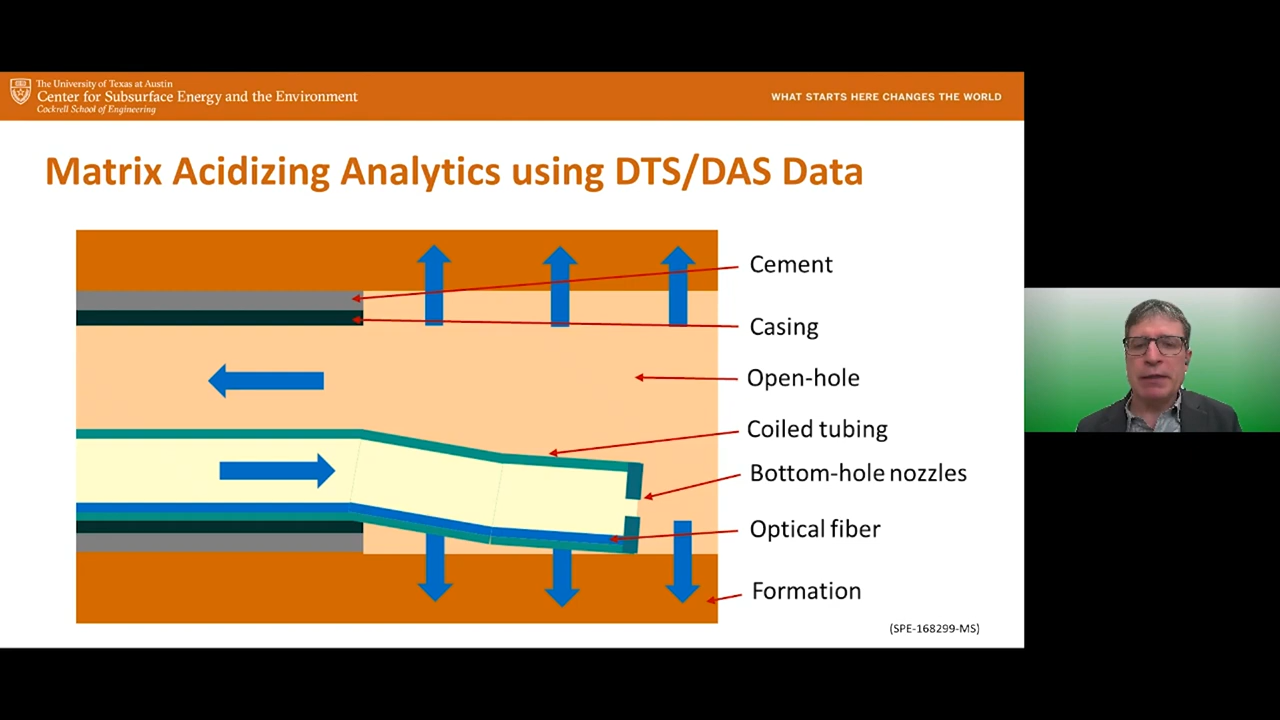 The University of Texas at Austin
Center for Subsurface Energy and the Environment
Cockrell School of Engineering
WHAT STARTS HERE CHANGES THE WORLD
Matrix Acidizing Analytics using DTS/DAS Data
Cement
Casing
Open-hole
Coiled tubing
Bottom-hole nozzles
Optical fiber
Formation
(SPE-168299-MS)